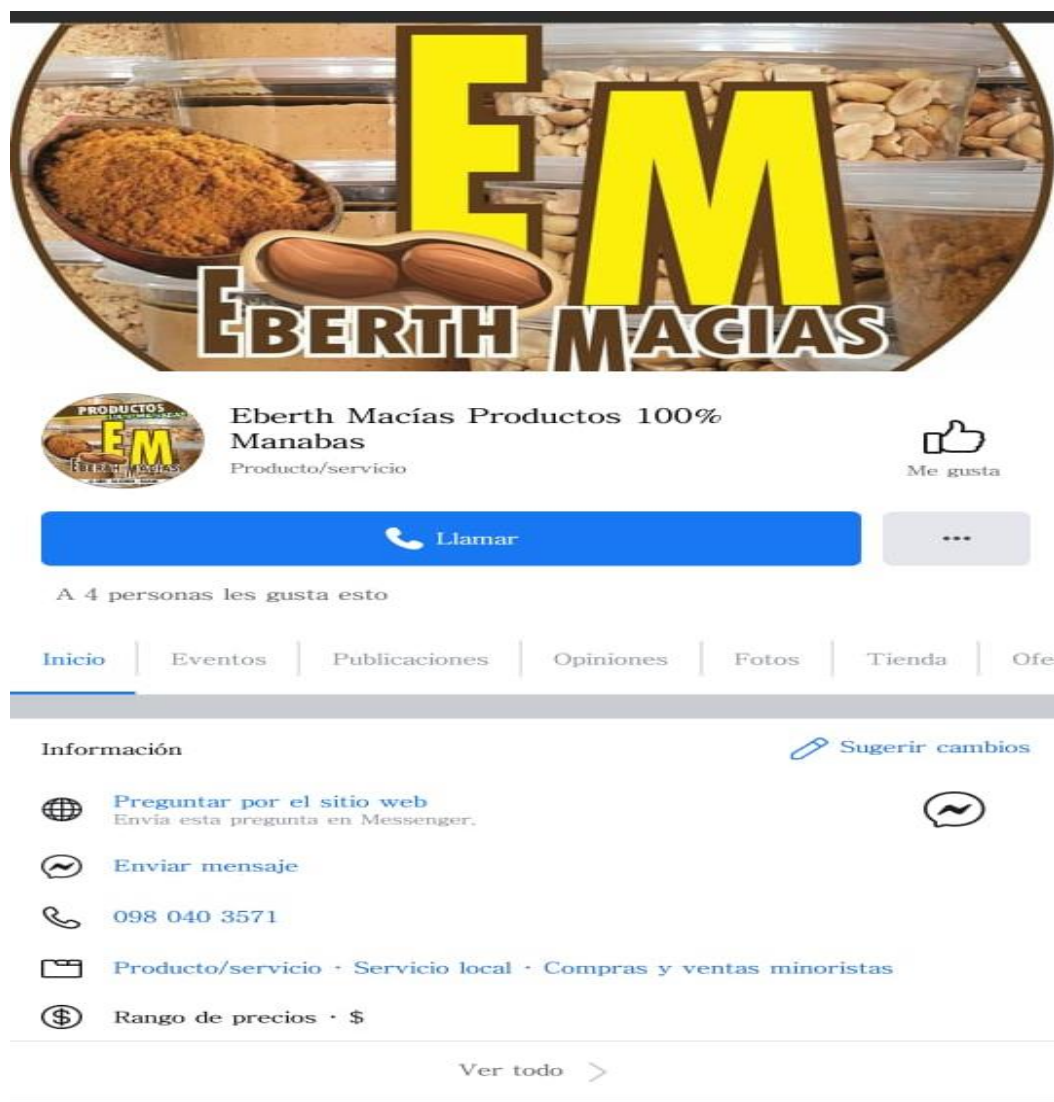 EM
EBERTH MACIAS
PRODUCTOS
EM
EBERTH MACIAS
Eberth Macías Productos 100%
Manabas
Producto/servicio
Me gusta
Llamar
A 4 personas les gusta esto
Inicio Eventos Publicaciones Opiniones Fotos Tienda Ofe
Información Sugerir cambios
Preguntar por el sitio web
Envía esta pregunta en Messenger.
Enviar mensaje
098 040 3571
Producto/servicio · Servicio local · Compras y ventas minoristas
Rango de precios · $
Ver todo